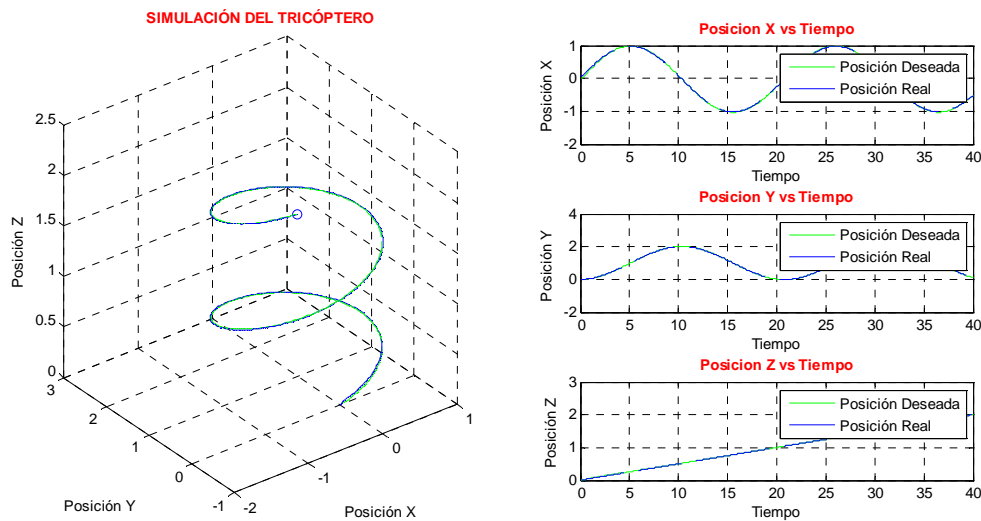 SIMULACIÓN DEL TRICÓPTERO
2.5
2
1.5
1
0.5
0
Posición Z
3
2
1
0
-1
Posición Y
-2
-1
0
1
Posición X
Posicion X vs Tiempo
1
0
-1
-2
Posición X
Posición Deseada
Posición Real
0 5 10 15 20 25 30 35 40
Tiempo
Posicion Y vs Tiempo
4
2
0
-2
Posición Y
Posición Deseada
Posición Real
0 5 10 15 20 25 30 35 40
Tiempo
Posicion Z vs Tiempo
3
2
1
0
Posición Z
Posición Deseada
Posición Real
0 5 10 15 20 25 30 35 40
Tiempo